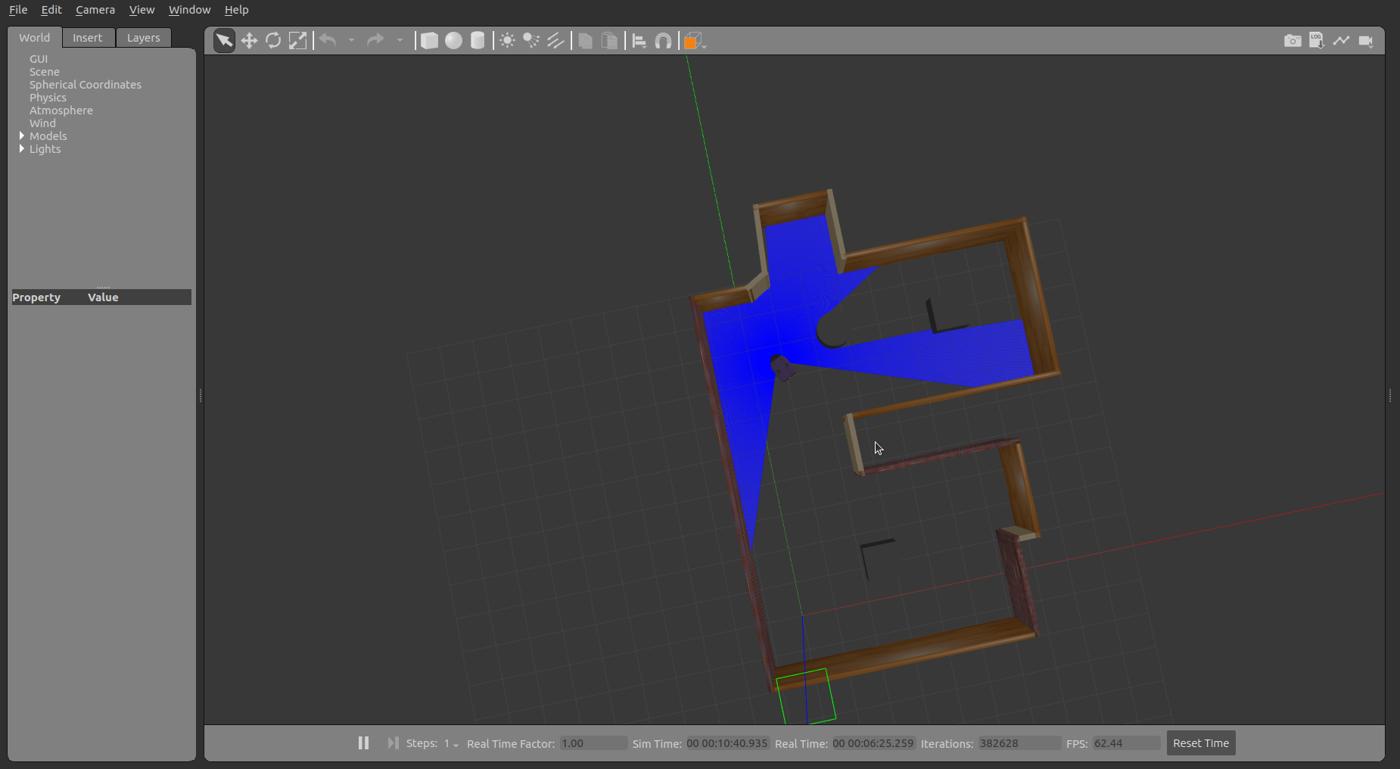 File Edit Camera View Window Help
World Insert Layers
GUI
Scene
Spherical Coordinates
Physics
Atmosphere
Wind
Models
Lights
Property Value
LOG
Steps: 1 Real Time Factor: 1.00 Sim Time: 00 00:10:40.935 Real Time: 00 00:06:25.259 Iterations: 382628 FPS: 62.44 Reset Time